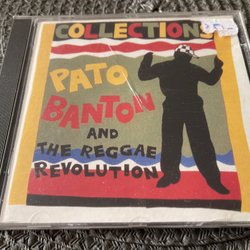 COLLECTIONS
PATO
BANTON
AND
THE REGGAE
REVOLUTION